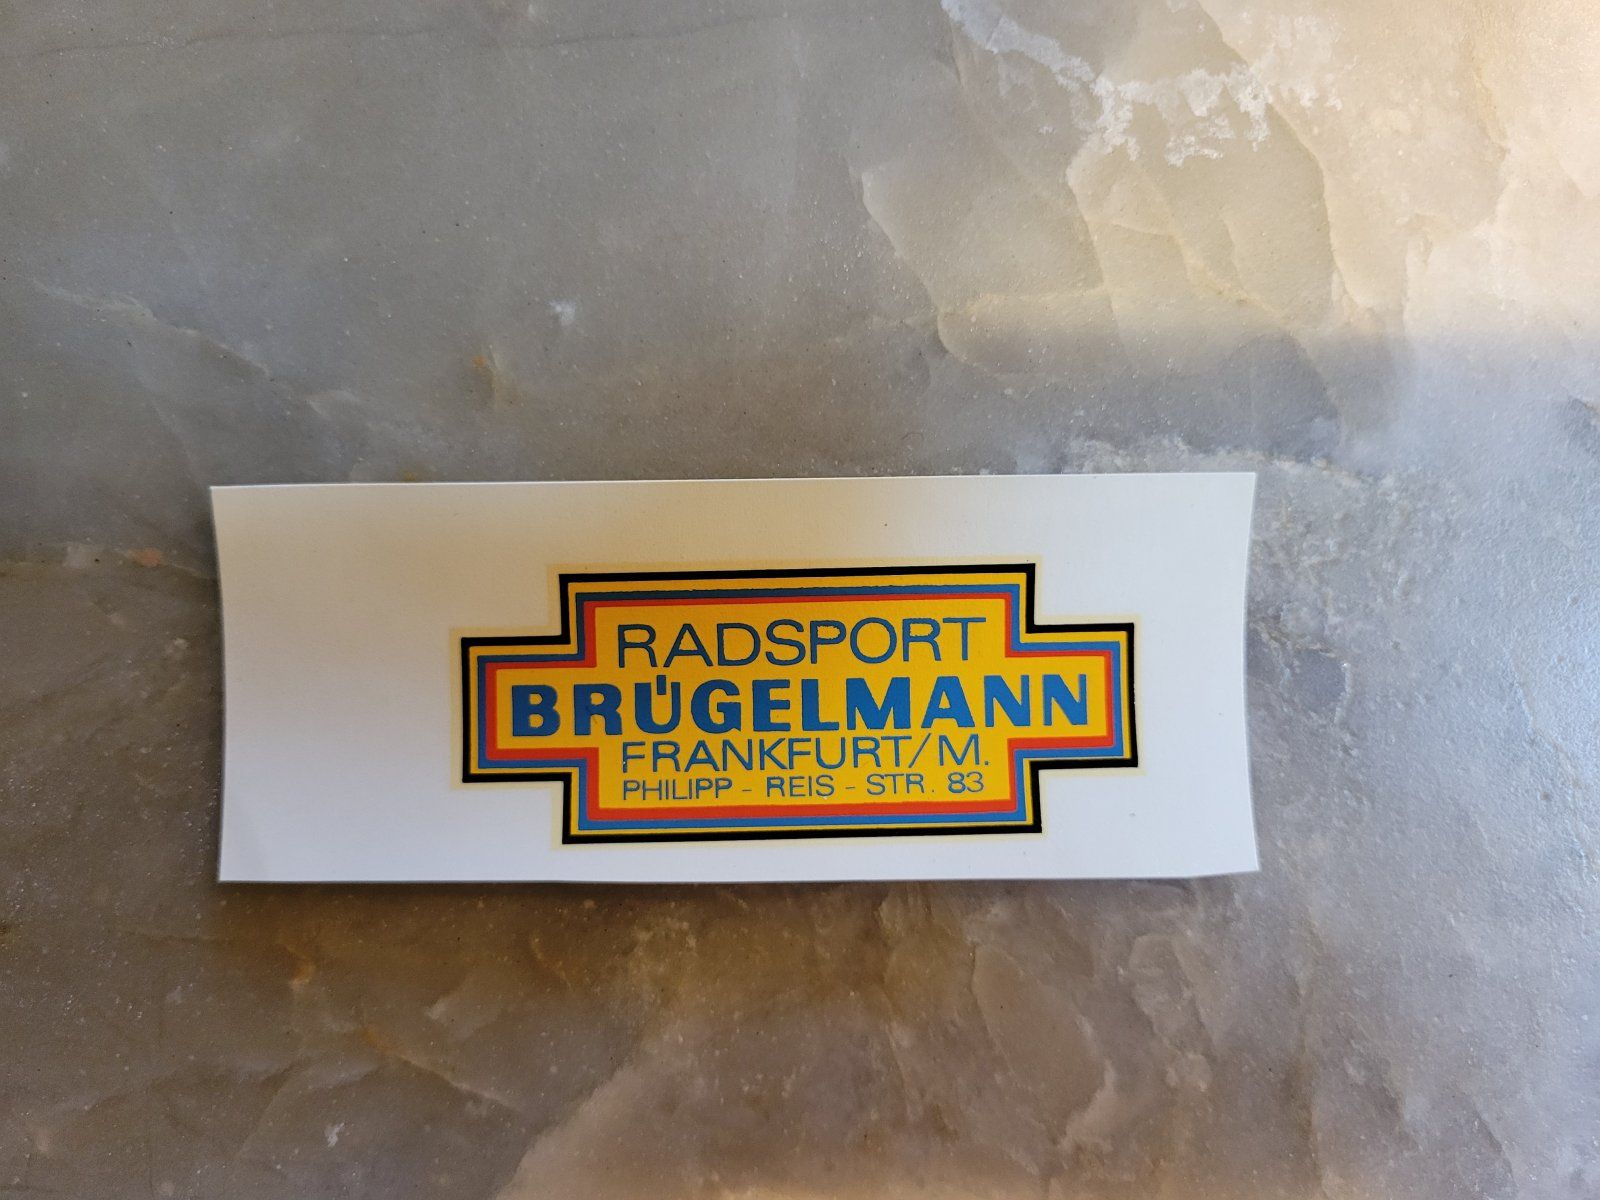 RADSPORT
BRÜGELMANN
FRANKFURT/M.
PHILIPP - REIS - STR. 83